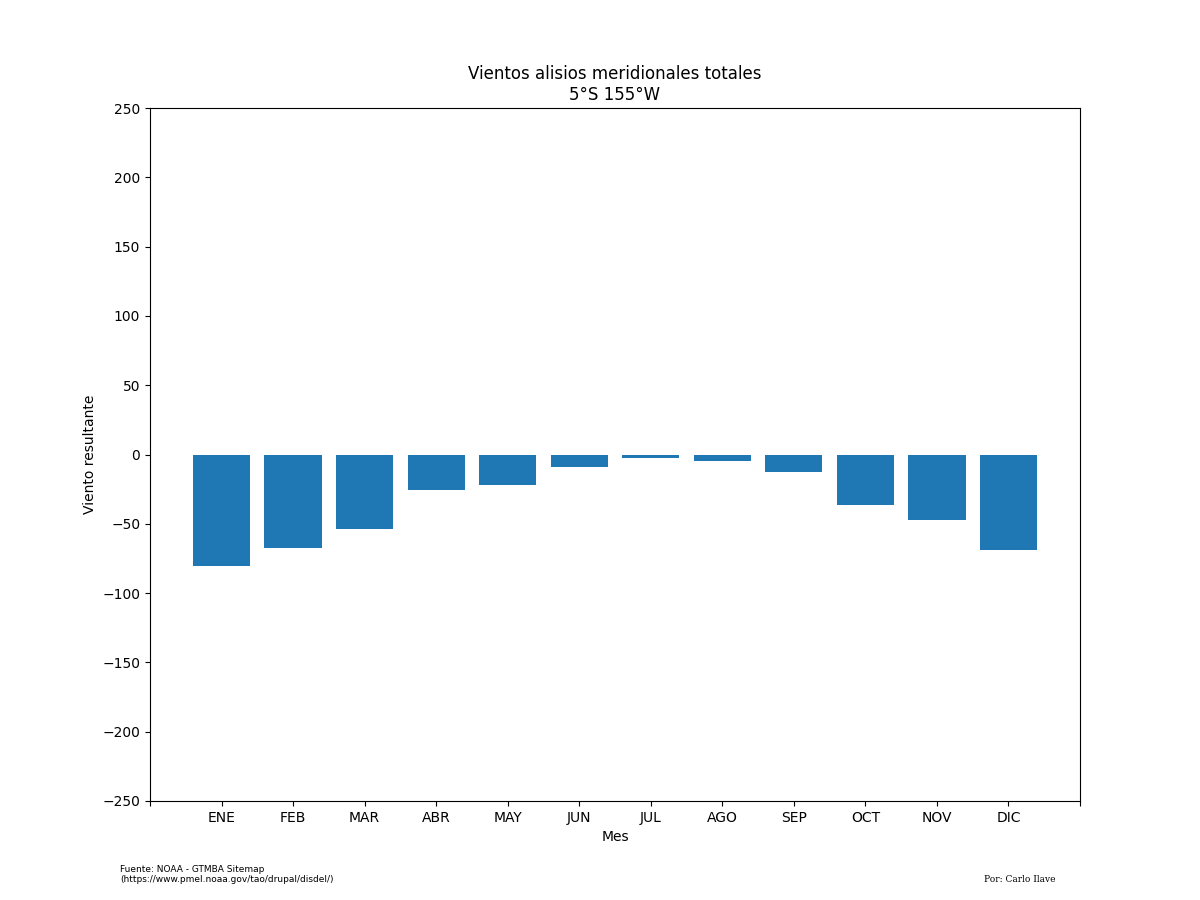 Vientos alisios meridionales totales
5°S 155°W
250
200
150
100
50
0
−50
−100
−150
−200
−250
Viento resultante
ENE FEB MAR ABR MAY JUN JUL AGO SEP OCT NOV DIC
Mes
Fuente: NOAA - GTMBA Sitemap
(https://www.pmel.noaa.gov/tao/drupal/disdel/)
Por: Carlo Ilave